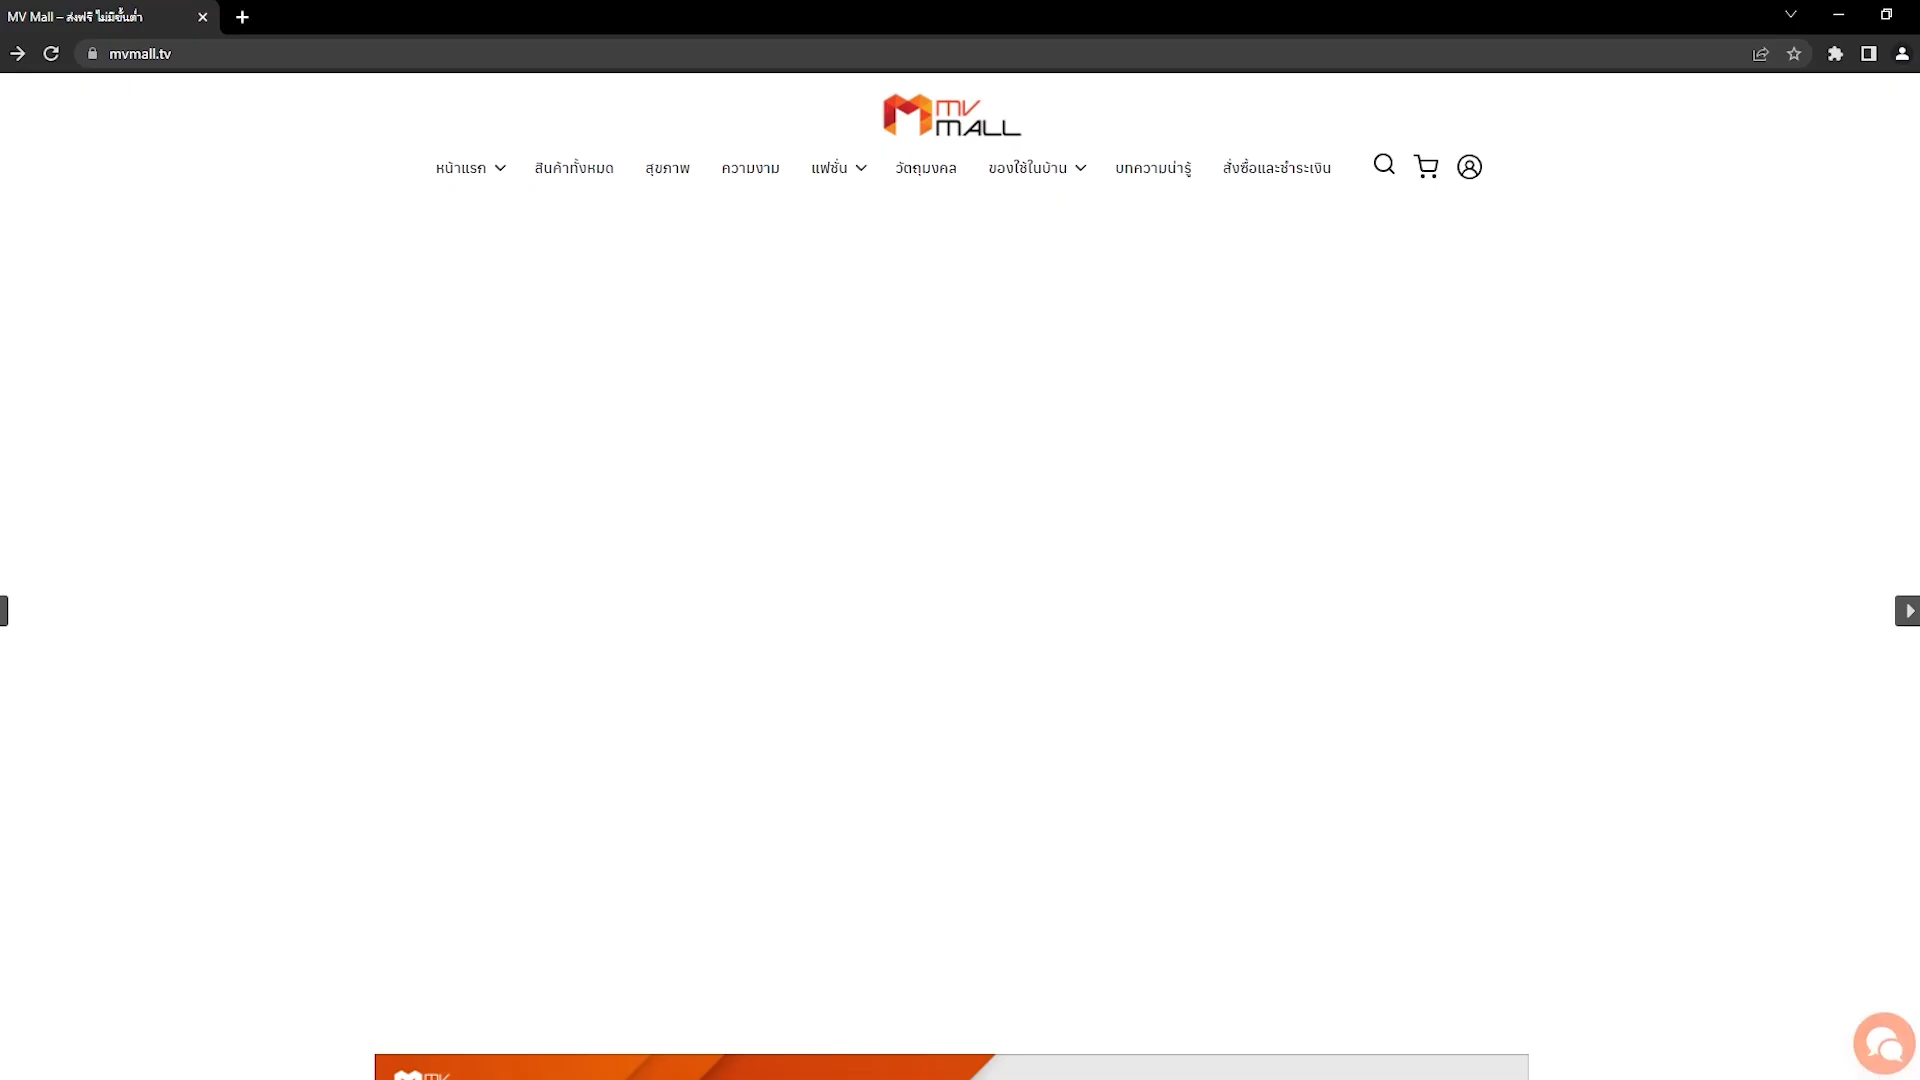 MV Mall – ส่งฟรี ไม่มีขั้นต่ำ
mvmall.tv
MV
MALL
หน้าแรก
สินค้าทั้งหมด
สุขภาพ
ความงาม
แฟชั่น
วัตถุมงคล
ของใช้ในบ้าน
บทความน่ารู้
สั่งซื้อและชำระเงิน